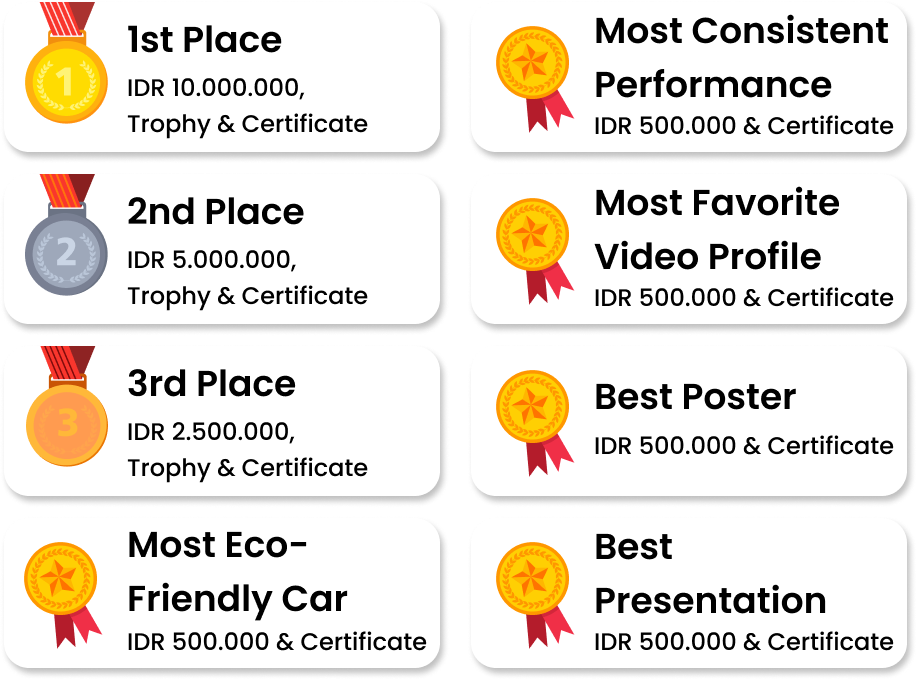 1
1st Place
IDR 10.000.000,
Trophy & Certificate
Most Consistent
Performance
IDR 500.000 & Certificate
2
2nd Place
IDR 5.000.000,
Trophy & Certificate
Most Favorite
Video Profile
IDR 500.000 & Certificate
3
3rd Place
IDR 2.500.000,
Trophy & Certificate
Best Poster
IDR 500.000 & Certificate
Most Eco-
Friendly Car
IDR 500.000 & Certificate
Best
Presentation
IDR 500.000 & Certificate